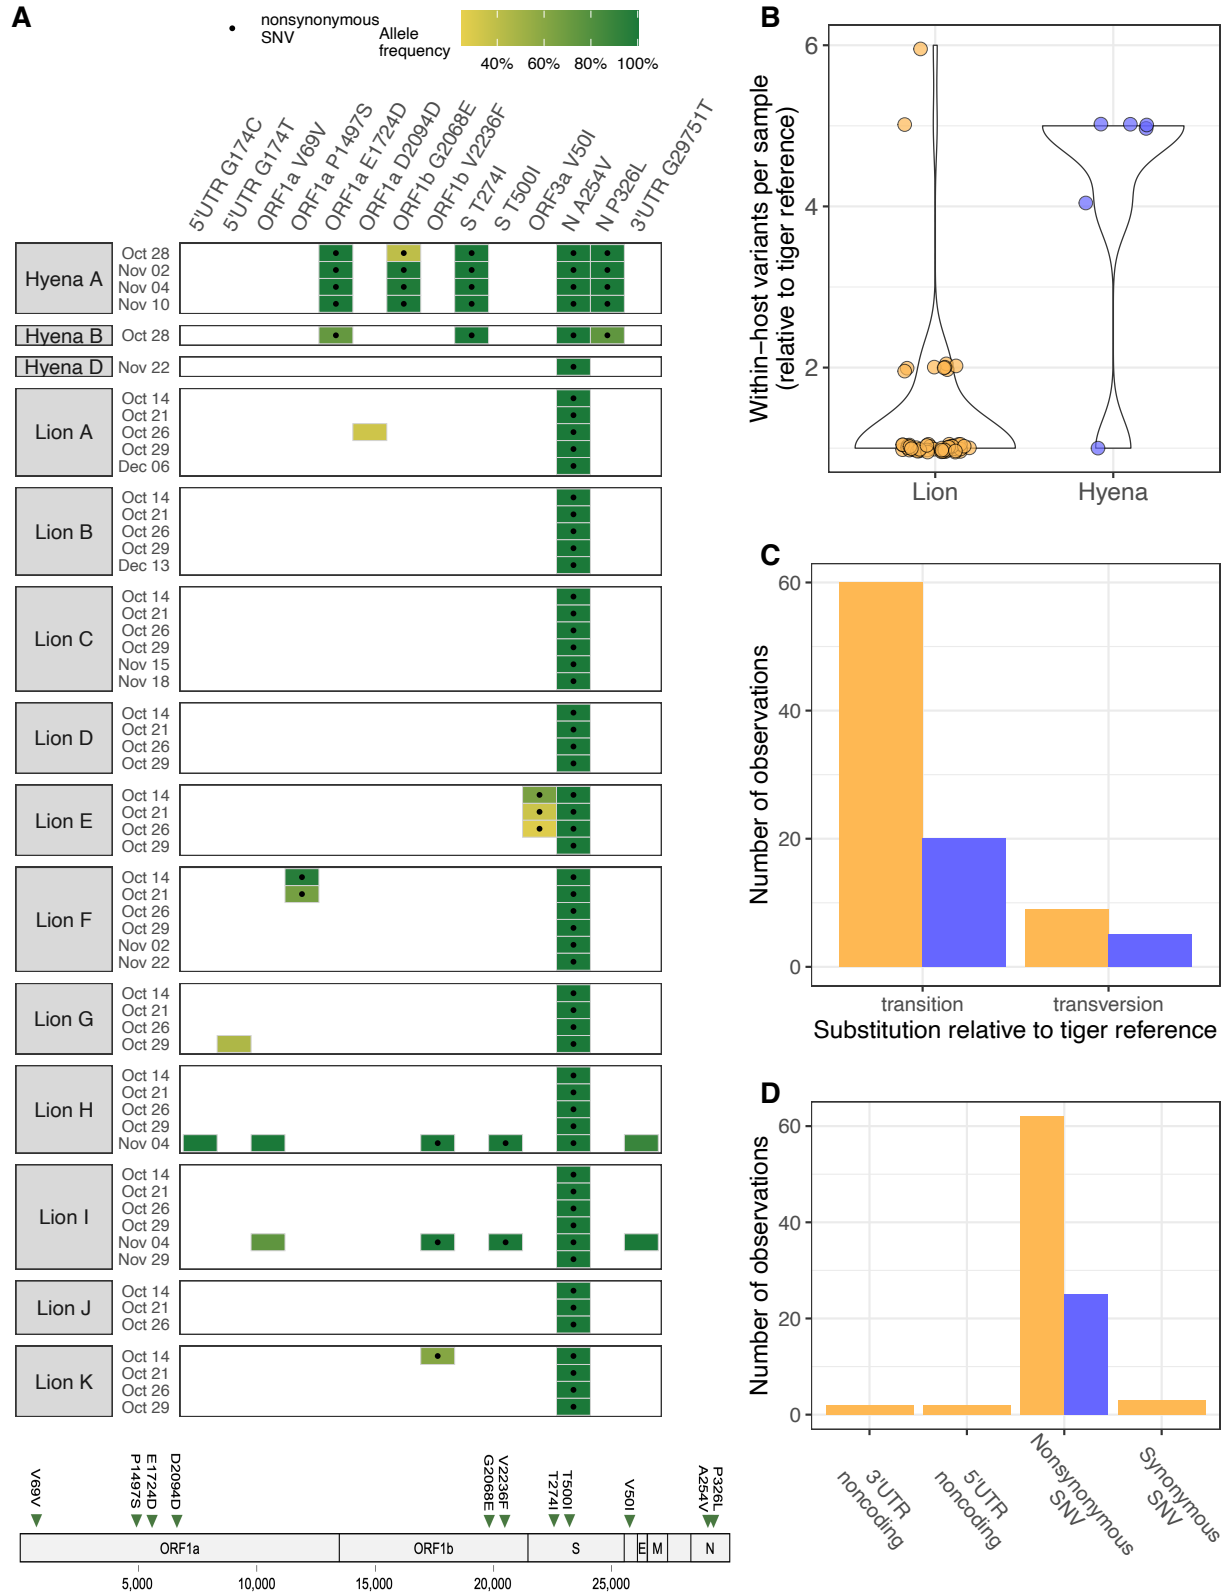 A
nonsynonymous
SNV
Allele
frequency
40% 60% 80% 100%
5'UTR G174C
5'UTR G174T
ORF1a V69V
ORF1a P1497S
ORF1a E1724D
ORF1a D2094D
ORF1b G2068E
ORF1b V2236F
S T274I
S T500I
ORF3a V50I
N A254V
N P326L
3'UTR G29751T
Hyena A
Oct 28
Nov 02
Nov 04
Nov 10
Hyena B
Oct 28
Hyena D
Nov 22
Lion A
Oct 14
Oct 21
Oct 26
Oct 29
Dec 06
Lion B
Oct 14
Oct 21
Oct 26
Oct 29
Dec 13
Lion C
Oct 14
Oct 21
Oct 26
Oct 29
Nov 15
Nov 18
Lion D
Oct 14
Oct 21
Oct 26
Oct 29
Lion E
Oct 14
Oct 21
Oct 26
Oct 29
Lion F
Oct 14
Oct 21
Oct 26
Oct 29
Nov 02
Nov 22
Lion G
Oct 14
Oct 21
Oct 26
Oct 29
Lion H
Oct 14
Oct 21
Oct 26
Oct 29
Nov 04
Lion I
Oct 14
Oct 21
Oct 26
Oct 29
Nov 04
Nov 29
Lion J
Oct 14
Oct 21
Oct 26
Lion K
Oct 14
Oct 21
Oct 26
Oct 29
V69V
P1497S
E1724D
D2094D
G2068E
V2236F
T274I
T500I
V50I
A254V
P326L
ORF1a ORF1b S E M N
5,000 10,000 15,000 20,000 25,000
B
Within−host variants per sample
(relative to tiger reference)
6
4
2
Lion Hyena
C
Number of observations
60
40
20
0
transition transversion
Substitution relative to tiger reference
D
Number of observations
60
40
20
0
3'UTR
noncoding
5'UTR
noncoding
Nonsynonymous
SNV
Synonymous
SNV